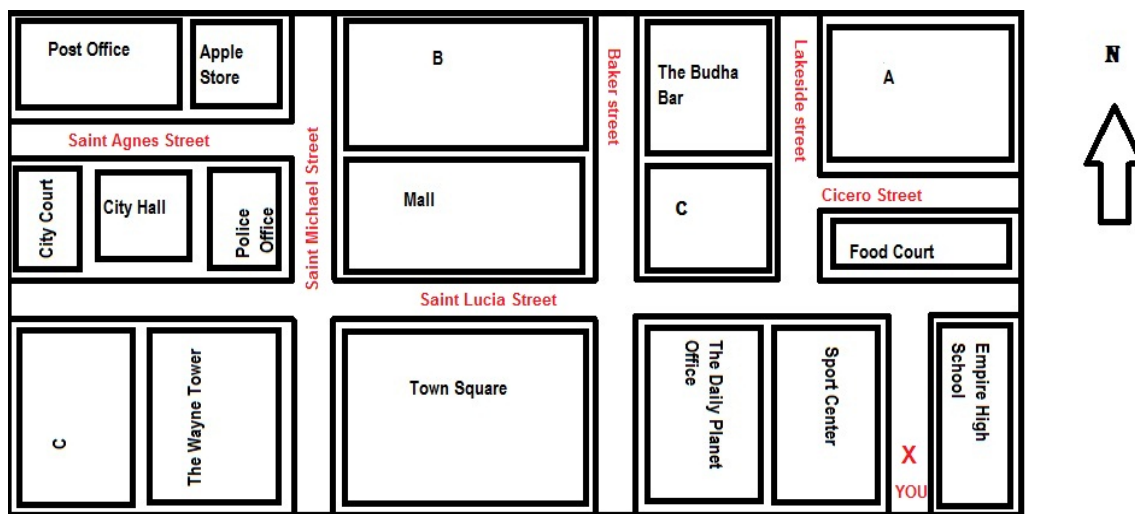 Post Office
Apple
Store
B
Baker street
The Budha
Bar
Lakeside street
A
N
Saint Agnes Street
Saint Michael Street
City Court
City Hall
Police
Office
Mall
C
Cicero Street
Food Court
Saint Lucia Street
C
The Wayne Tower
Town Square
The Daily Planet
Office
Sport Center
X
YOU
Empire High
School